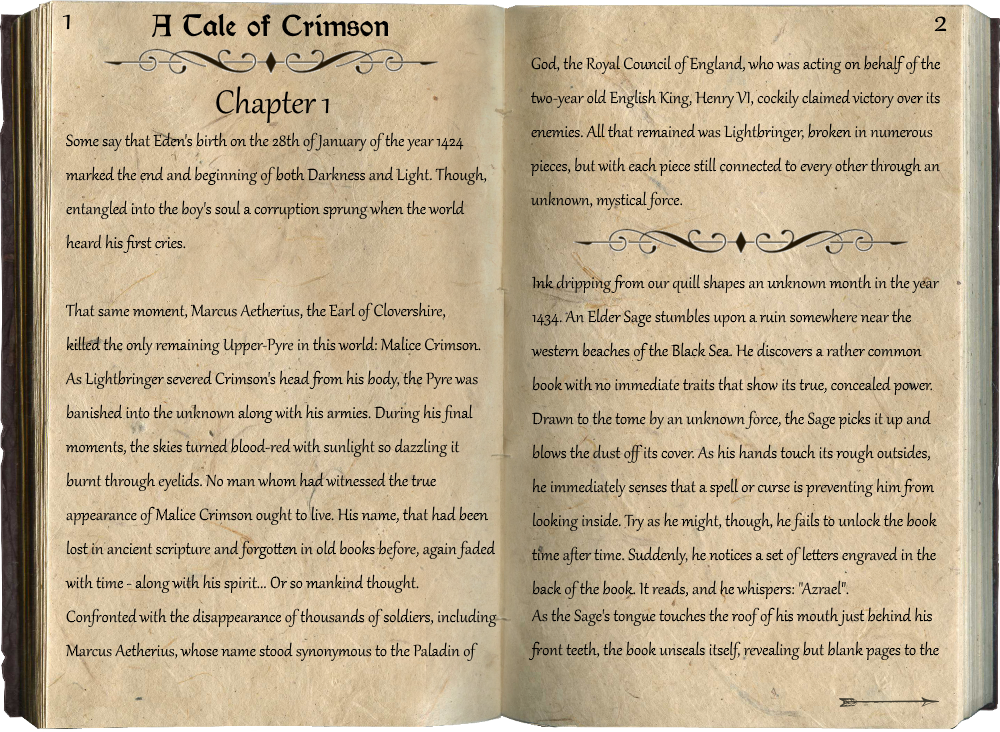 1
A Tale of Crimson
Chapter 1
Some say that Eden's birth on the 28th of January of the year 1424
marked the end and beginning of both Darkness and Light. Though,
entangled into the boy's soul a corruption sprung when the world
heard his first cries.
That same moment, Marcus Aetherius, the Earl of Clovershire,
killed the only remaining Upper-Pyre in this world: Malice Crimson.
As Lightbringer severed Crimson's head from his body, the Pyre was
banished into the unknown along with his armies. During his final
moments, the skies turned blood-red with sunlight so dazzling it
burnt through eyelids. No man whom had witnessed the true
appearance of Malice Crimson ought to live. His name, that had been
lost in ancient scripture and forgotten in old books before, again faded
with time - along with his spirit... Or so mankind thought.
Confronted with the disappearance of thousands of soldiers, including
Marcus Aetherius, whose name stood synonymous to the Paladin of
2
God, the Royal Council of England, who was acting on behalf of the
two-year old English King, Henry VI, cockily claimed victory over its
enemies. All that remained was Lightbringer, broken in numerous
pieces, but with each piece still connected to every other through an
unknown, mystical force.
Ink dripping from our quill shapes an unknown month in the year
1434. An Elder Sage stumbles upon a ruin somewhere near the
western beaches of the Black Sea. He discovers a rather common
book with no immediate traits that show its true, concealed power.
Drawn to the tome by an unknown force, the Sage picks it up and
blows the dust off its cover. As his hands touch its rough outsides,
he immediately senses that a spell or curse is preventing him from
looking inside. Try as he might, though, he fails to unlock the book
time after time. Suddenly, he notices a set of letters engraved in the
back of the book. It reads, and he whispers: "Azrael".
As the Sage's tongue touches the roof of his mouth just behind his
front teeth, the book unseals itself, revealing but blank pages to the